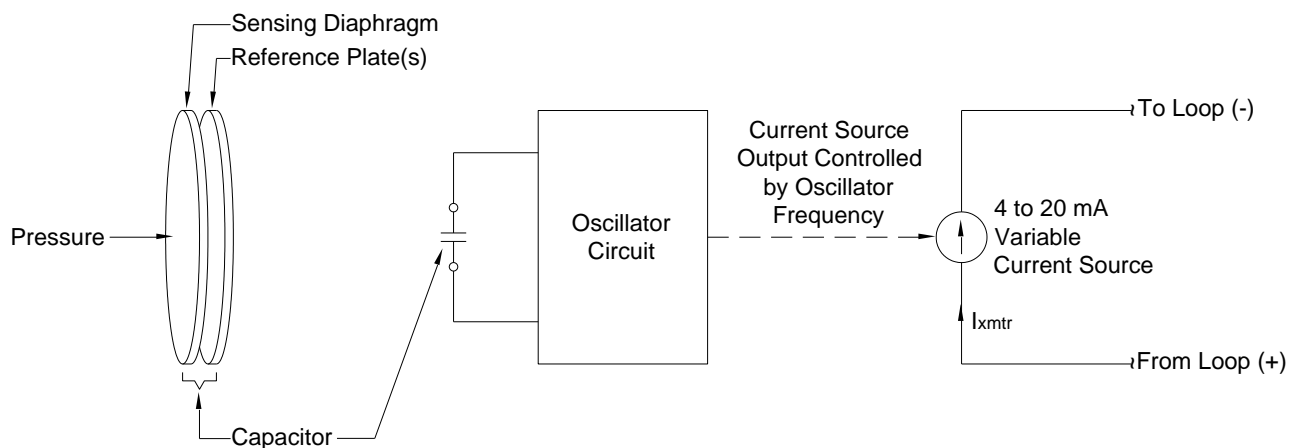 Sensing Diaphragm
Reference Plate(s)
Pressure
Capacitor
Oscillator
Circuit
Current Source
Output Controlled
by Oscillator
Frequency
To Loop (-)
4 to 20 mA
Variable
Current Source
Ixmtr
From Loop (+)